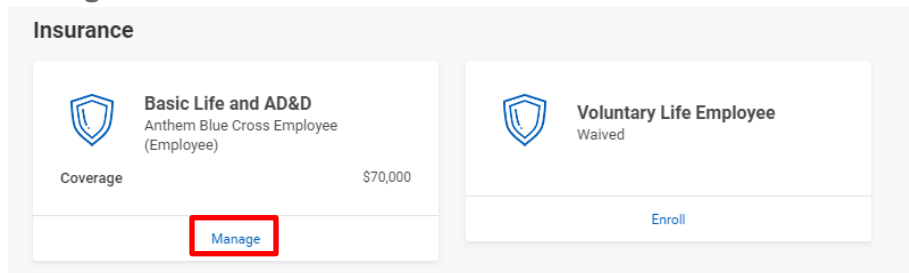 Insurance
Basic Life and AD&D
Anthem Blue Cross Employee
(Employee)
Coverage $70,000
Manage
Voluntary Life Employee
Waived
Enroll